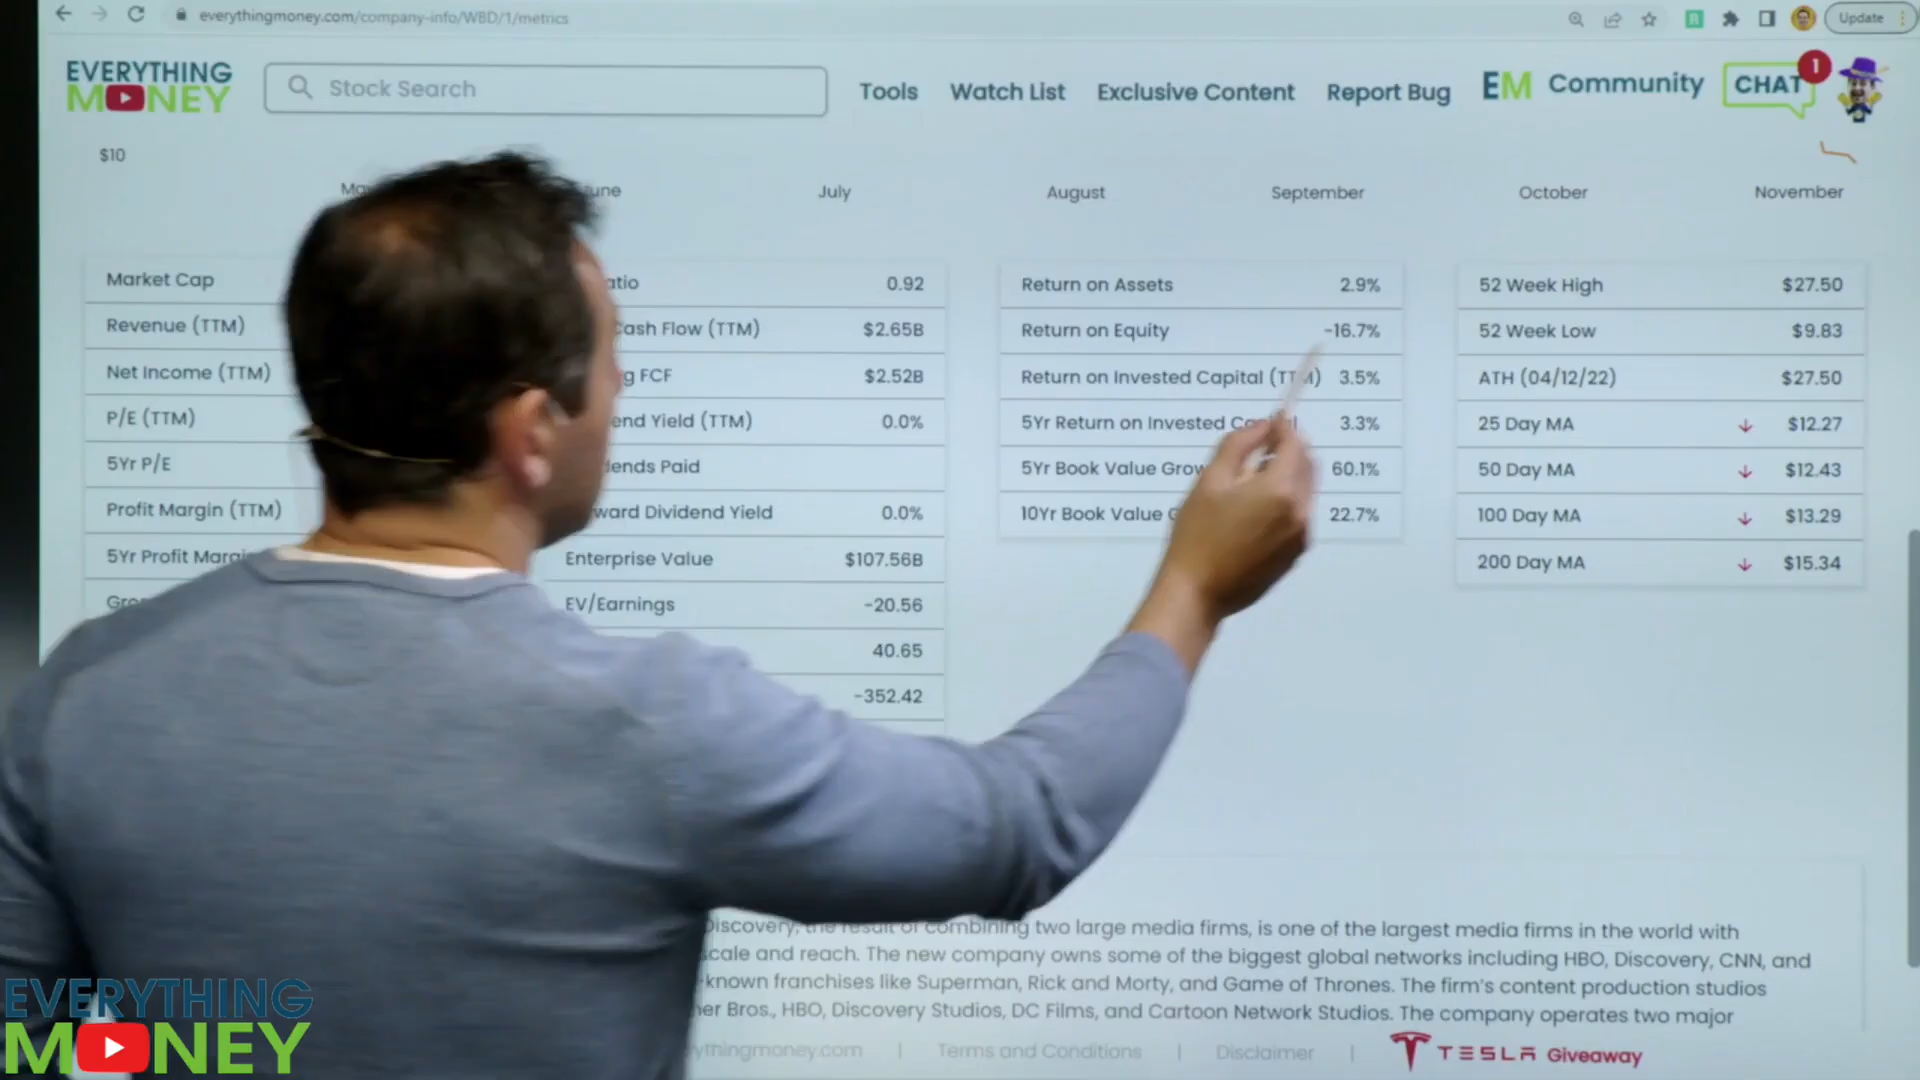 everythingmoney.com/company-info/WBD/1/metrics
Update
EVERYTHING
MONEY
Stock Search
Tools
Watch List
Exclusive Content
Report Bug
EM Community
CHAT
1
$10
July
August
September
October
November
Market Cap
Revenue (TTM)
Net Income (TTM)
P/E (TTM)
5Yr P/E
Profit Margin (TTM)
5Yr Profit
0.92
Cash Flow (TTM) $2.65B
FCF $2.52B
Yield (TTM) 0.0%
Paid
Dividend Yield 0.0%
Enterprise Value $107.56B
EV/Earnings -20.56
40.65
-352.42
Return on Assets 2.9%
Return on Equity -16.7%
Return on Invested Capital (TTM) 3.5%
5Yr Return on Invested 3.3%
5Yr Book Value 60.1%
10Yr Book Value 22.7%
52 Week High $27.50
52 Week Low $9.83
ATH (04/12/22) $27.50
25 Day MA ↓ $12.27
50 Day MA ↓ $12.43
100 Day MA ↓ $13.29
200 Day MA ↓ $15.34
Discovery, the result of combining two large media firms, is one of the largest media firms in the world with
scale and reach. The new company owns some of the biggest global networks including HBO, Discovery, CNN, and
-known franchises like Superman, Rick and Morty, and Game of Thrones. The firm's content production studios
Bros., HBO, Discovery Studios, DC Films, and Cartoon Network Studios. The company operates two major
ythingmoney.com | Terms and Conditions | Disclaimer |
TESLA Giveaway
EVERYTHING
MONEY